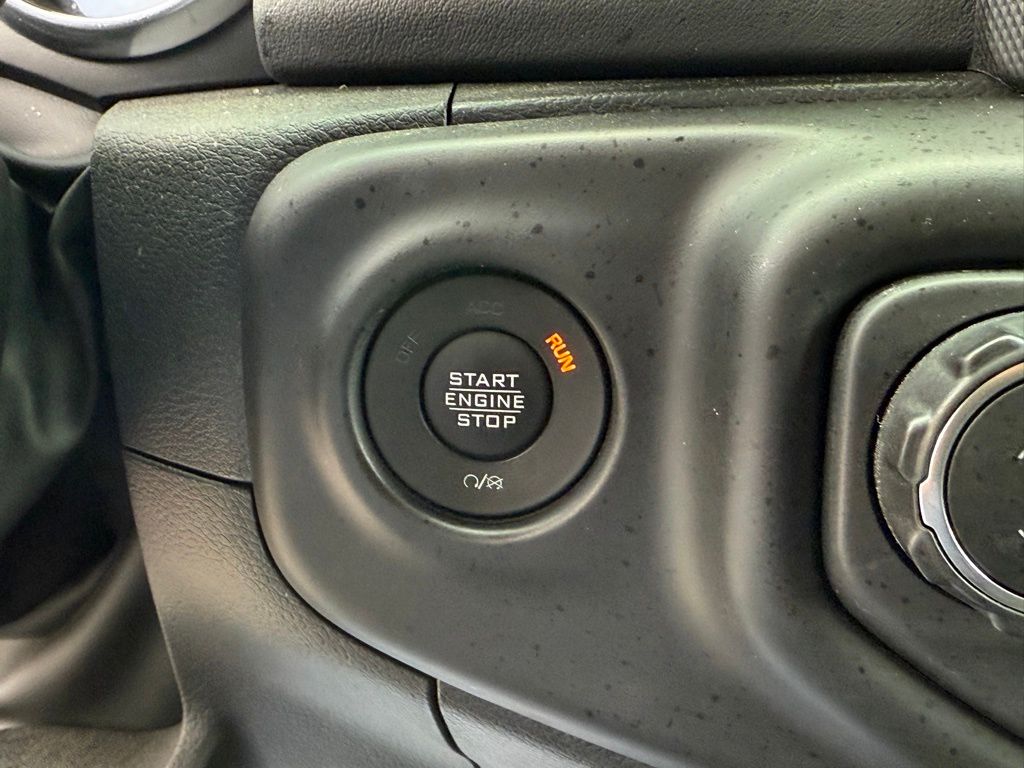 ACC
OFF
RUN
START
ENGINE
STOP